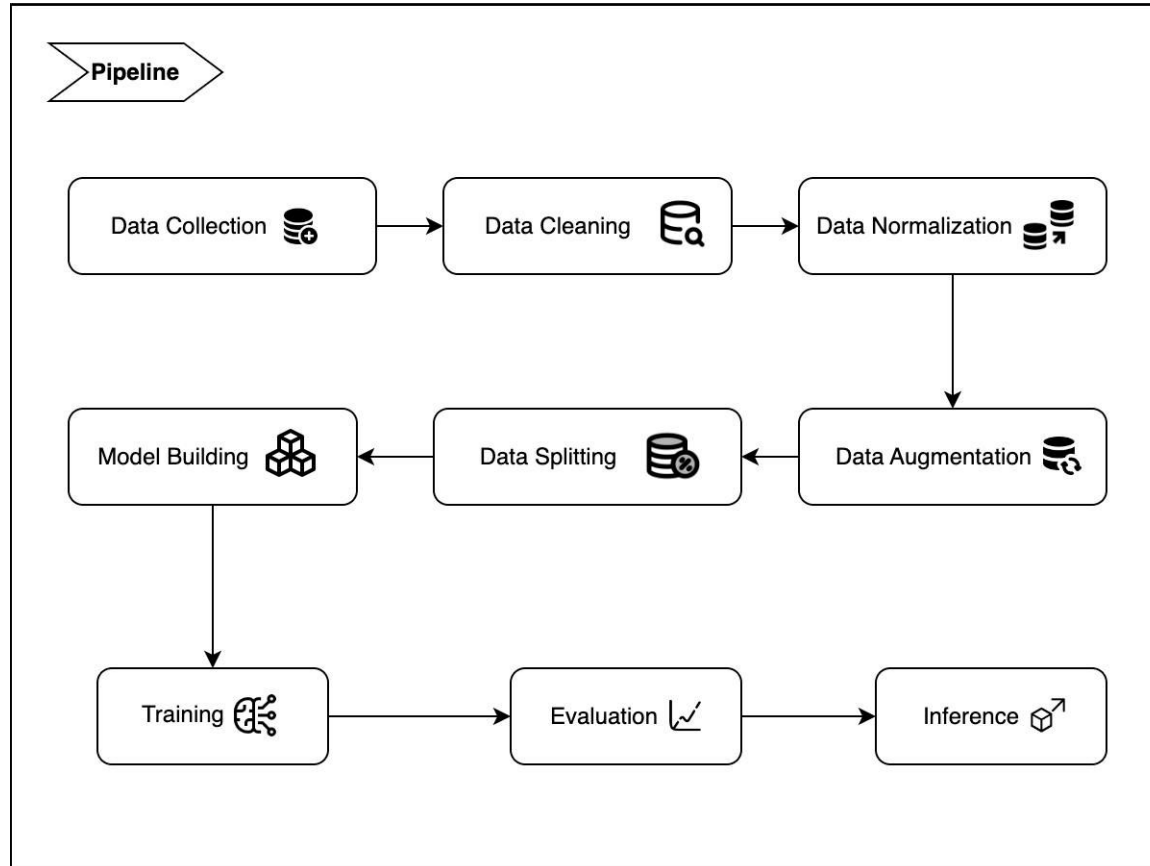 Pipeline
Data Collection
Data Cleaning
Data Normalization
Model Building
Data Splitting
Data Augmentation
Training
Evaluation
Inference